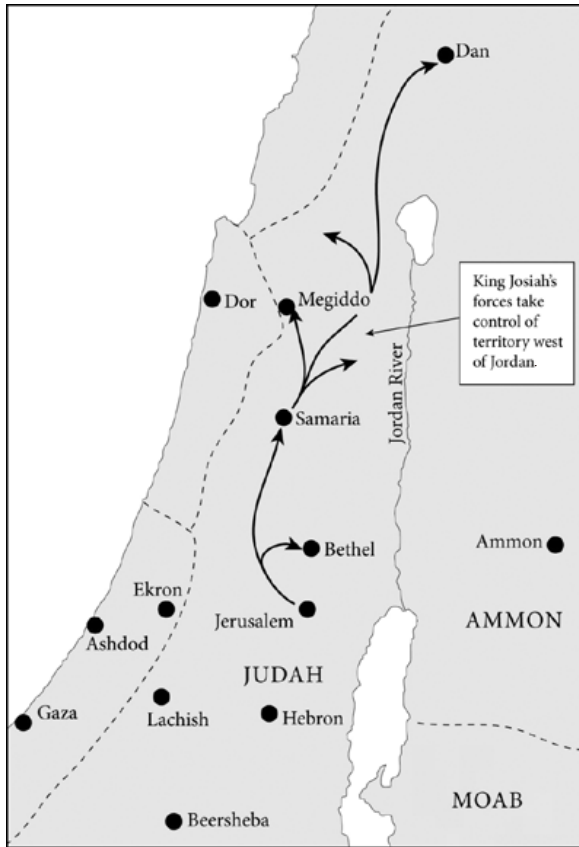 Dan
King Josiah's
forces take
control of
territory west
of Jordan.
Dor
Megiddo
Jordan River
Samaria
Bethel
Ammon
Ekron
Jerusalem
AMMON
Ashdod
JUDAH
Gaza
Lachish
Hebron
MOAB
Beersheba